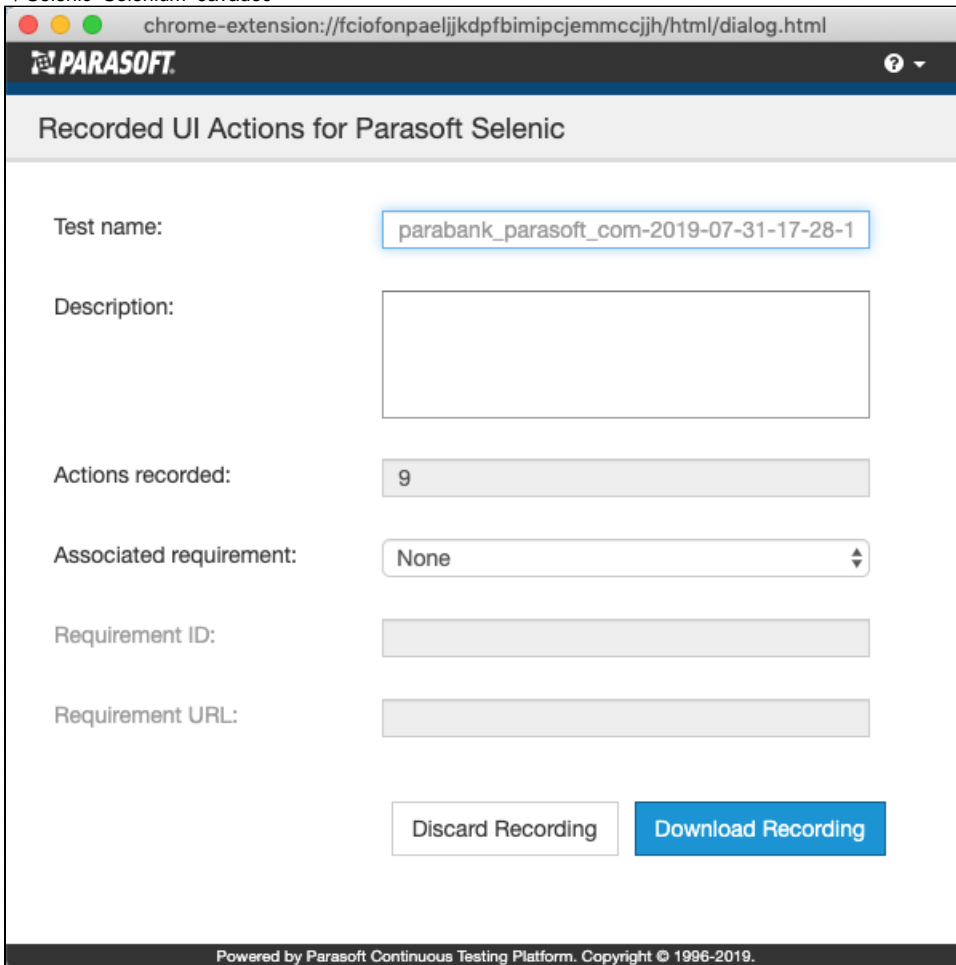 chrome-extension://fciofonpaeljjkdpfbimipcjemmccjjh/html/dialog.html
PARASOFT.
Recorded UI Actions for Parasoft Selenic
Test name: parabank_parasoft_com-2019-07-31-17-28-1
Description:
Actions recorded: 9
Associated requirement: None
Requirement ID:
Requirement URL:
Discard Recording Download Recording
Powered by Parasoft Continuous Testing Platform. Copyright © 1996-2019.